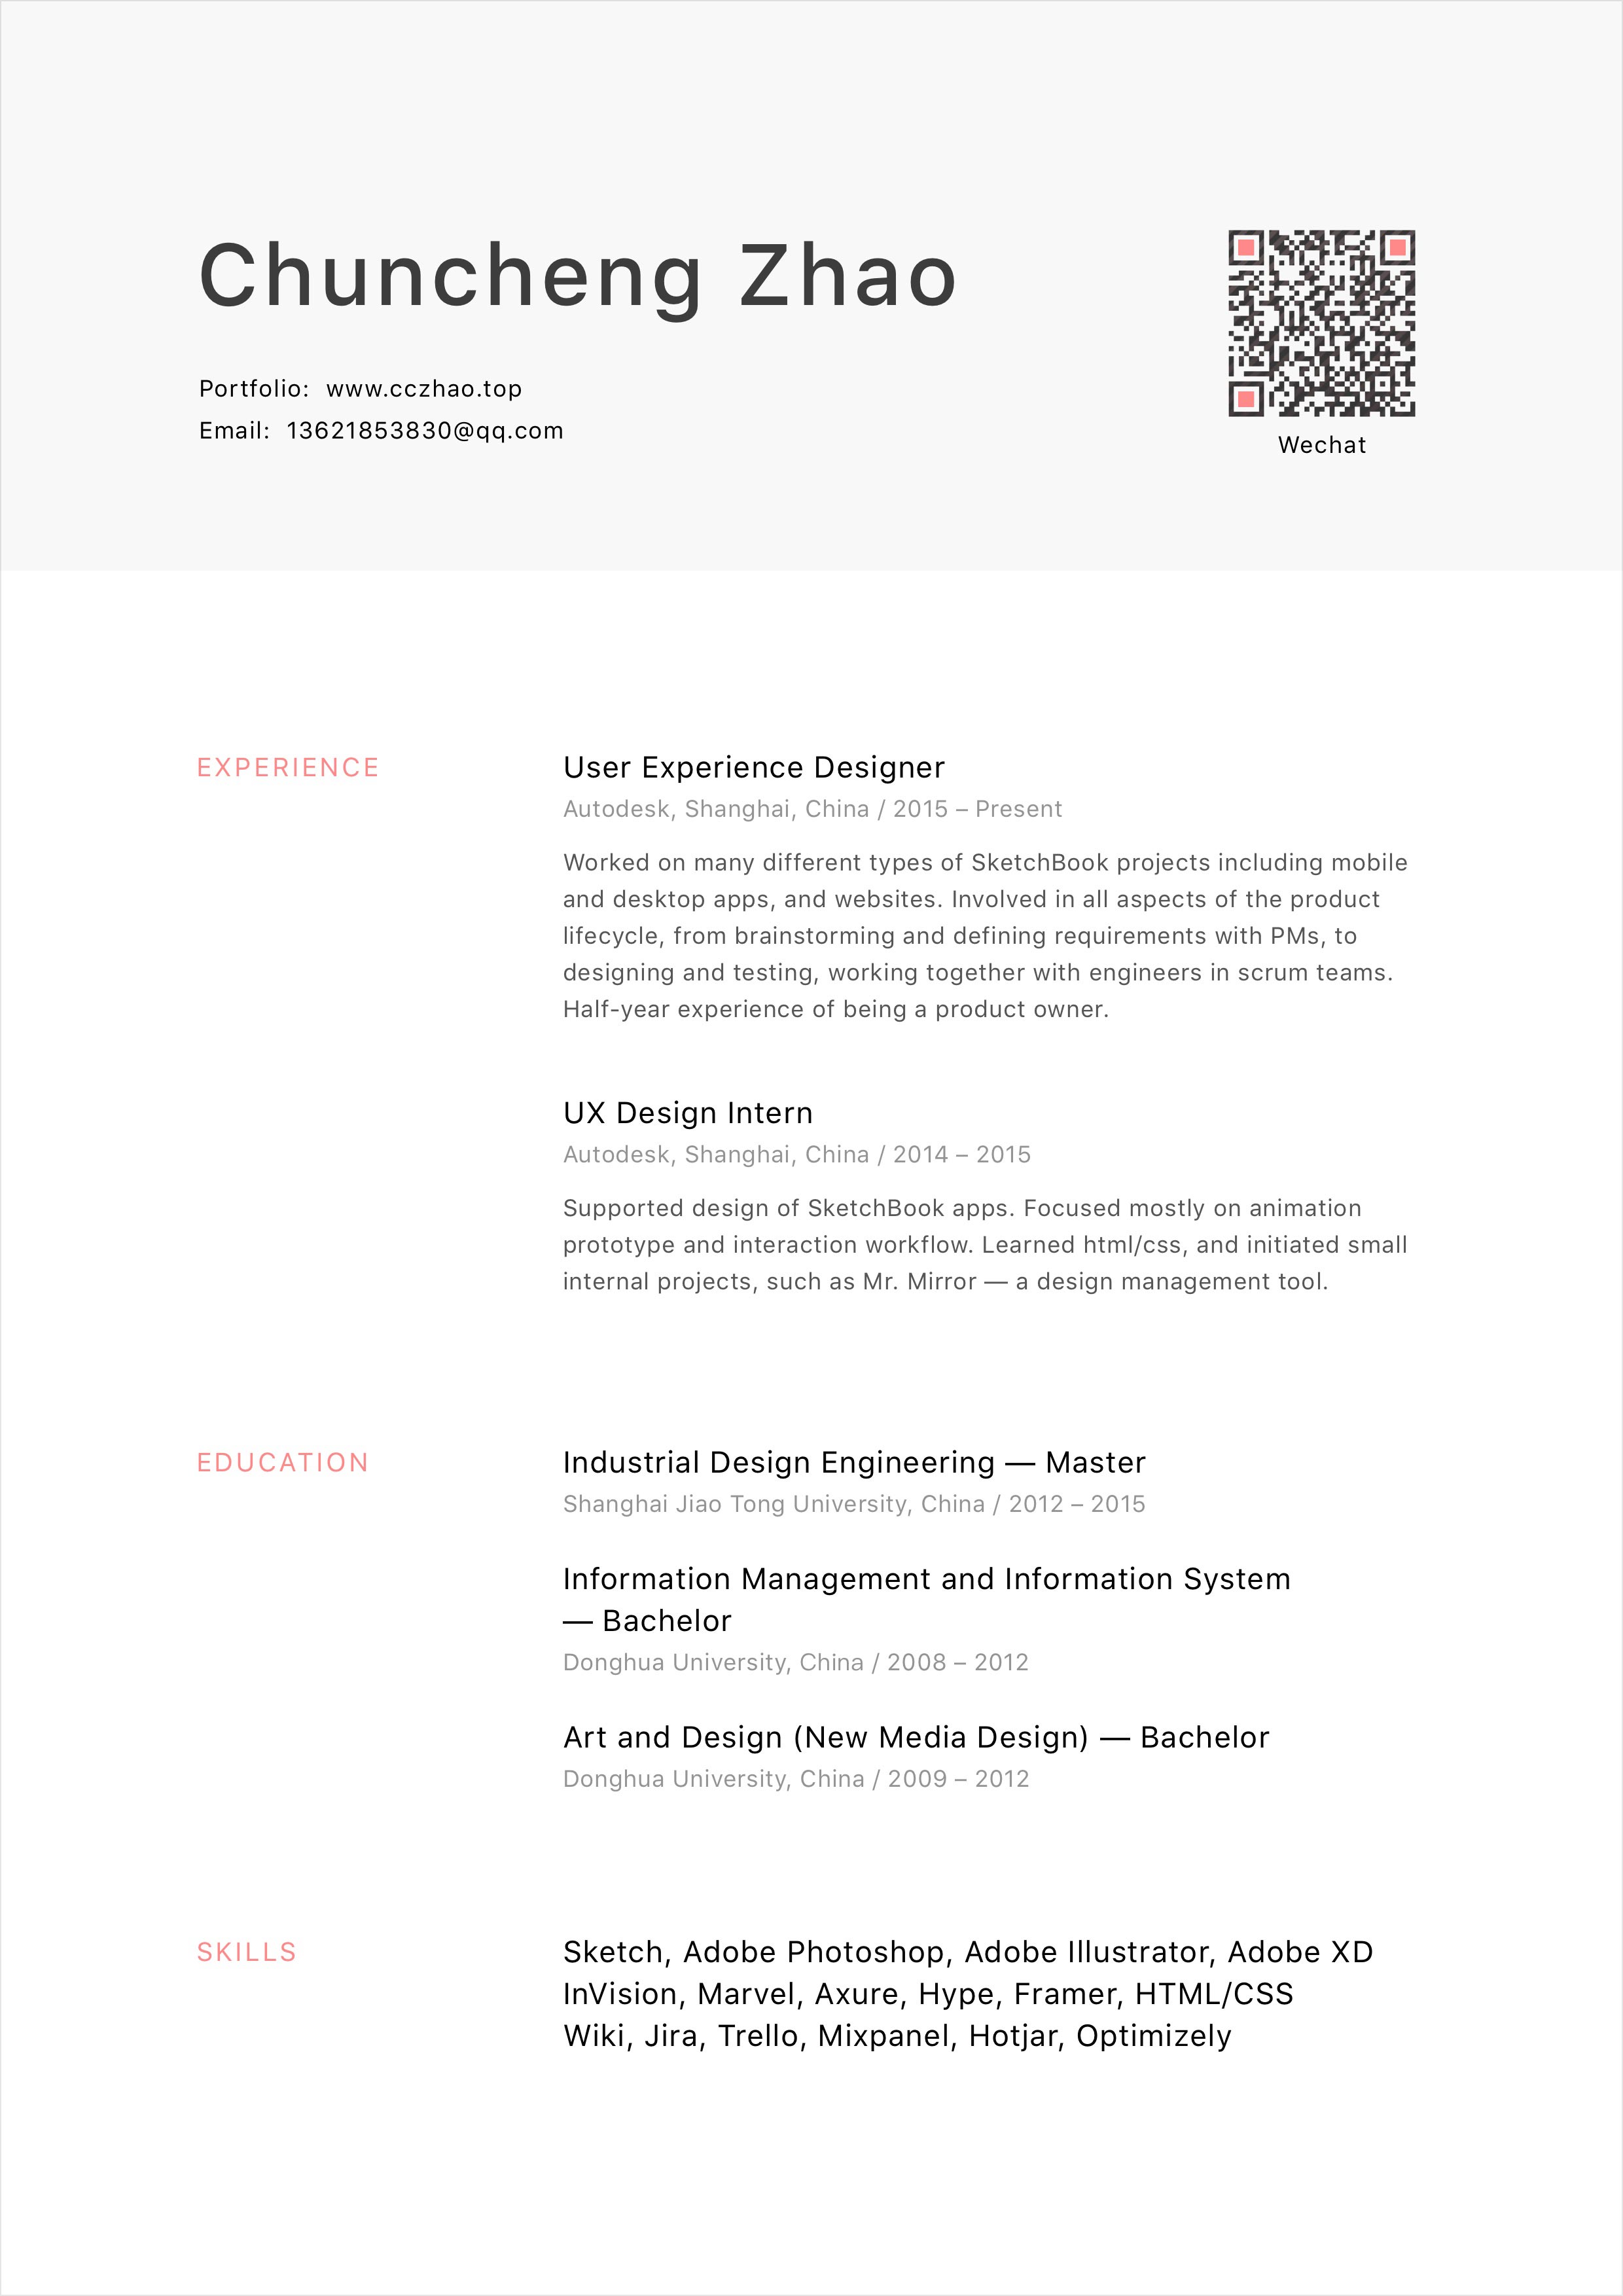 Chuncheng Zhao
Portfolio: www.cczhao.top
Email: 13621853830@qq.com
Wechat
EXPERIENCE
User Experience Designer
Autodesk, Shanghai, China / 2015 – Present
Worked on many different types of SketchBook projects including mobile
and desktop apps, and websites. Involved in all aspects of the product
lifecycle, from brainstorming and defining requirements with PMs, to
designing and testing, working together with engineers in scrum teams.
Half-year experience of being a product owner.
UX Design Intern
Autodesk, Shanghai, China / 2014 – 2015
Supported design of SketchBook apps. Focused mostly on animation
prototype and interaction workflow. Learned html/css, and initiated small
internal projects, such as Mr. Mirror — a design management tool.
EDUCATION
Industrial Design Engineering — Master
Shanghai Jiao Tong University, China / 2012 – 2015
Information Management and Information System
— Bachelor
Donghua University, China / 2008 – 2012
Art and Design (New Media Design) — Bachelor
Donghua University, China / 2009 – 2012
SKILLS
Sketch, Adobe Photoshop, Adobe Illustrator, Adobe XD
InVision, Marvel, Axure, Hype, Framer, HTML/CSS
Wiki, Jira, Trello, Mixpanel, Hotjar, Optimizely